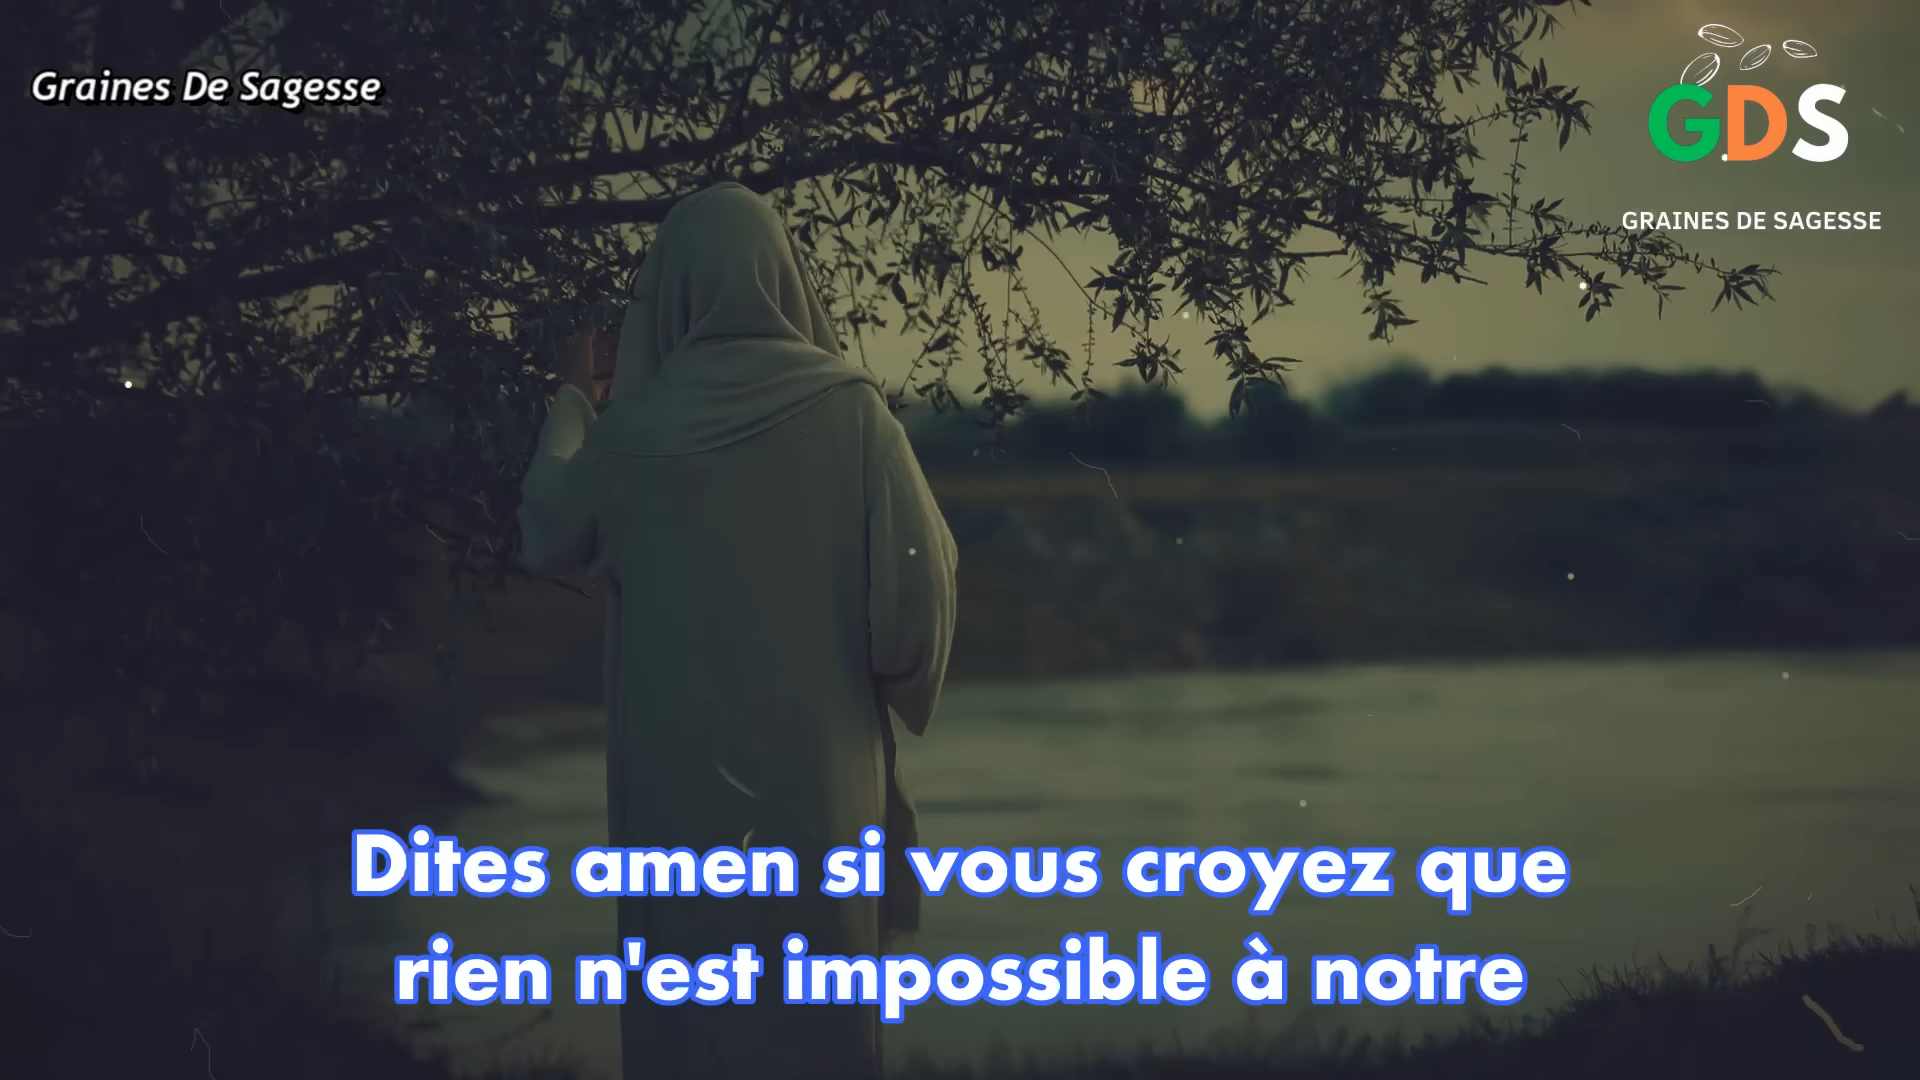 Graines De Sagesse
GDS
GRAINES DE SAGESSE
Dites amen si vous croyez que
rien n'est impossible à notre